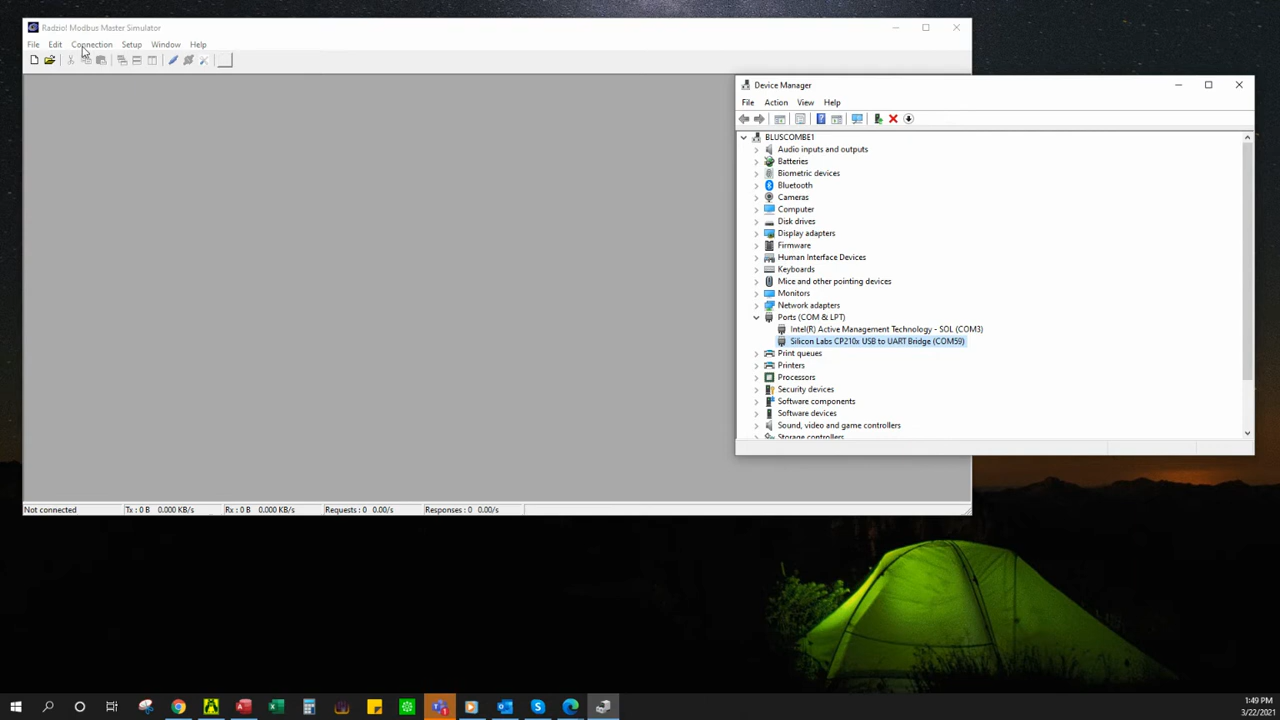 Radziol Modbus Master Simulator
File Edit Connection Setup Window Help
Not connected Tx : 0 B 0.000 KB/s Rx : 0 B 0.000 KB/s Requests : 0 0.00/s Responses : 0 0.00/s
Device Manager
File Action View Help
BLUSCOMBE1
Audio inputs and outputs
Batteries
Biometric devices
Bluetooth
Cameras
Computer
Disk drives
Display adapters
Firmware
Human Interface Devices
Keyboards
Mice and other pointing devices
Monitors
Network adapters
Ports (COM & LPT)
Intel(R) Active Management Technology - SOL (COM3)
Silicon Labs CP210x USB to UART Bridge (COM59)
Print queues
Printers
Processors
Security devices
Software components
Software devices
Sound, video and game controllers
Storage controllers
1:49 PM
3/22/2021